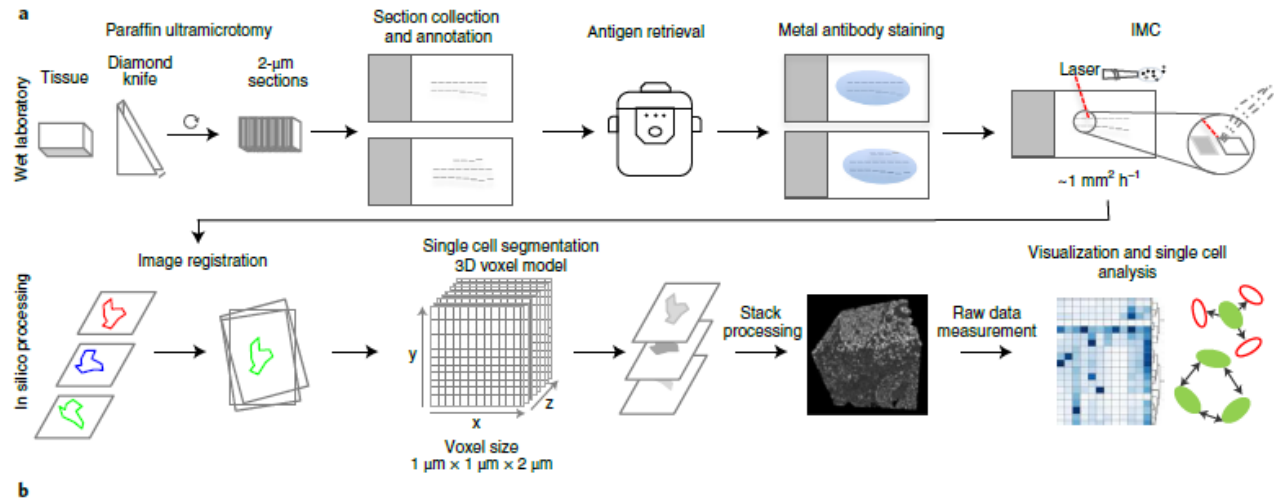 a
Wet laboratory
Paraffin ultramicrotomy
Tissue
Diamond
knife
2-μm
sections
Section collection
and annotation
Antigen retrieval
Metal antibody staining
IMC
Laser
~1 mm² h⁻¹
In silico processing
Image registration
Single cell segmentation
3D voxel model
y
x
z
Voxel size
1 μm × 1 μm × 2 μm
Stack
processing
Raw data
measurement
Visualization and single cell
analysis
b